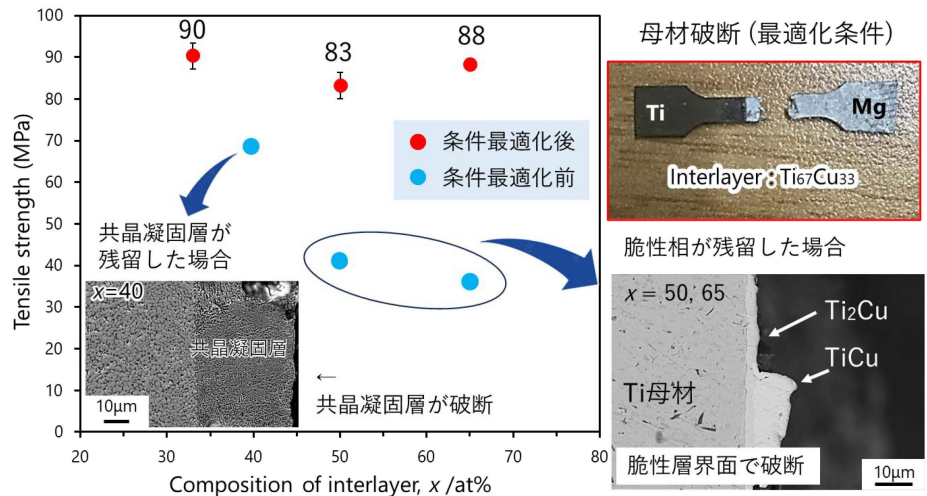 Tensile strength (MPa)
100
90
80
70
60
50
40
30
20
10
0
20
30
40
50
60
70
80
Composition of interlayer, x /at%
90
83
88
条件最適化後
条件最適化前
共晶凝固層が
残留した場合
x=40
共晶凝固層
10μm
←
共晶凝固層が破断
母材破断 (最適化条件)
Ti
Mg
Interlayer : Ti67Cu33
脆性相が残留した場合
x = 50, 65
Ti2Cu
TiCu
Ti母材
脆性層界面で破断
10μm